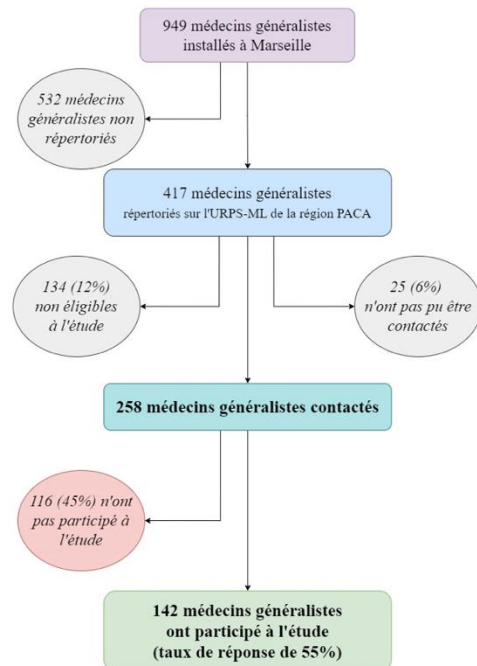 949 médecins généralistes
installés à Marseille
532 médecins
généralistes non
répertoriés
417 médecins généralistes
répertoriés sur l'URPS-ML de la région PACA
134 (12%)
non éligibles
à l'étude
25 (6%)
n'ont pas pu être
contactés
258 médecins généralistes contactés
116 (45%) n'ont
pas participé à
l'étude
142 médecins généralistes
ont participé à l'étude
(taux de réponse de 55%)